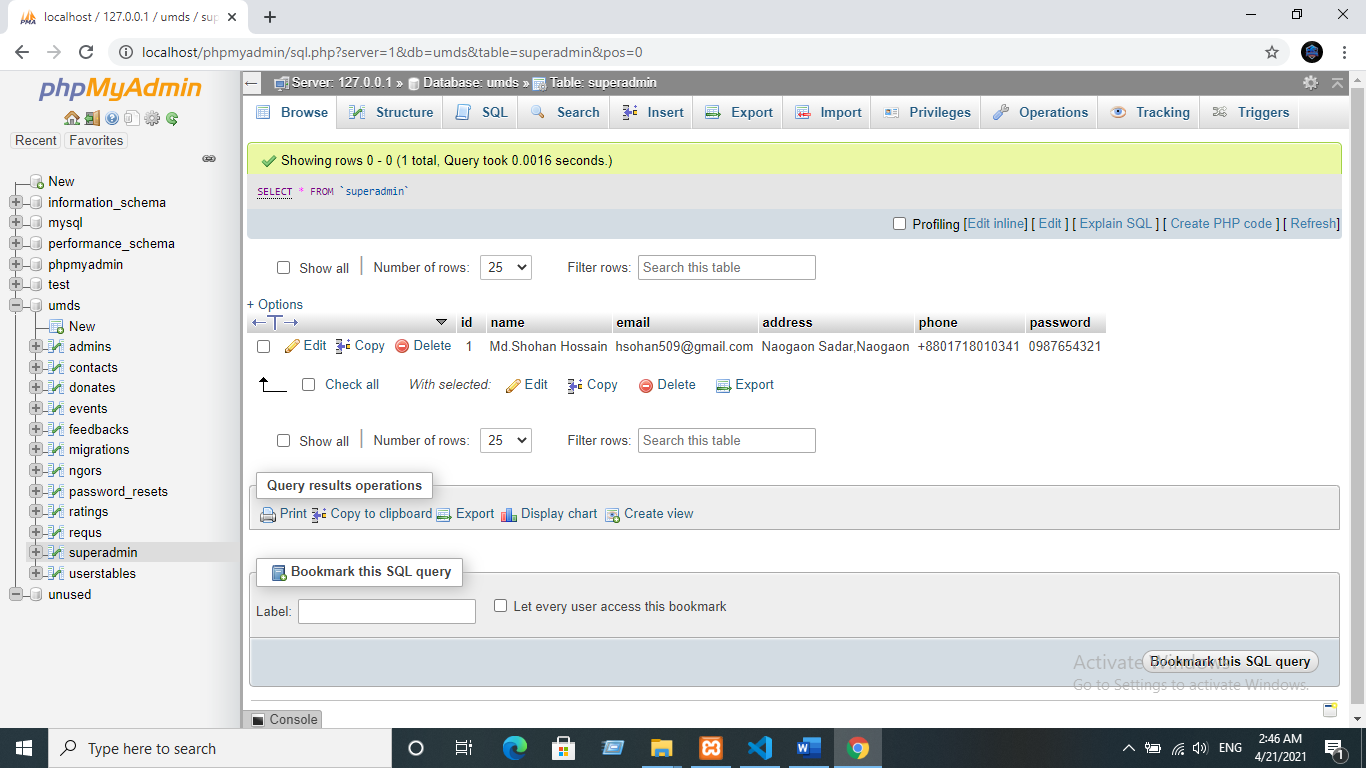 localhost / 127.0.0.1 / umds / sup
localhost/phpmyadmin/sql.php?server=1&db=umds&table=superadmin&pos=0
phpMyAdmin
Recent Favorites
New
information_schema
mysql
performance_schema
phpmyadmin
test
umds
New
admins
contacts
donates
events
feedbacks
migrations
ngors
password_resets
ratings
requs
superadmin
userstables
unused
Server: 127.0.0.1 » Database: umds » Table: superadmin
Browse Structure SQL Search Insert Export Import Privileges Operations Tracking Triggers
Showing rows 0 - 0 (1 total, Query took 0.0016 seconds.)
SELECT * FROM `superadmin`
Profiling [Edit inline] [ Edit ] [ Explain SQL ] [ Create PHP code ] [ Refresh]
Show all Number of rows: 25 Filter rows: Search this table
+ Options
id name email address phone password
Edit Copy Delete 1 Md.Shohan Hossain hsohan509@gmail.com Naogaon Sadar,Naogaon +8801718010341 0987654321
Check all With selected: Edit Copy Delete Export
Show all Number of rows: 25 Filter rows: Search this table
Query results operations
Print Copy to clipboard Export Display chart Create view
Bookmark this SQL query
Label: Let every user access this bookmark
Bookmark this SQL query
Activate Windows
Go to Settings to activate Windows.
Console
Type here to search
ENG
2:46 AM
4/21/2021
1